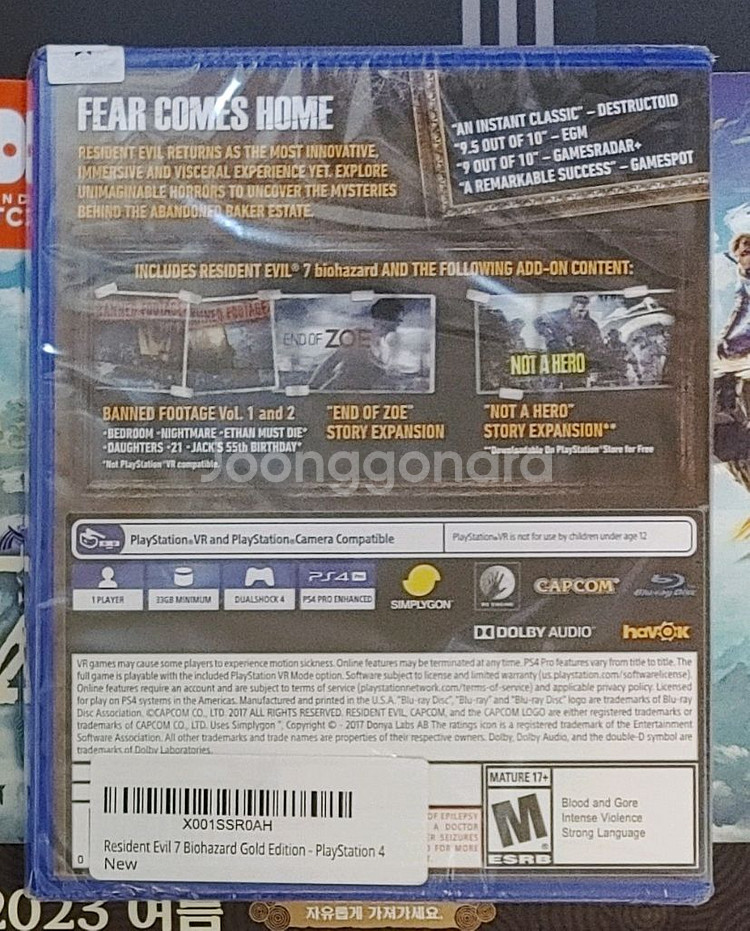 FEAR COMES HOME
RESIDENT EVIL RETURNS AS THE MOST INNOVATIVE,
IMMERSIVE AND VISCERAL EXPERIENCE YET. EXPLORE
UNIMAGINABLE HORRORS TO UNCOVER THE MYSTERIES
BEHIND THE ABANDONED BAKER ESTATE.
"AN INSTANT CLASSIC" – DESTRUCTOID
"9.5 OUT OF 10" – EGM
"9 OUT OF 10" – GAMESRADAR+
"A REMARKABLE SUCCESS" – GAMESPOT
INCLUDES RESIDENT EVIL® 7 biohazard AND THE FOLLOWING ADD-ON CONTENT:
BANNED FOOTAGE
BANNED FOOTAGE
END OF ZOE
NOT A HERO
BANNED FOOTAGE Vol. 1 and 2
•BEDROOM •NIGHTMARE •ETHAN MUST DIE*
•DAUGHTERS •21 •JACK'S 55th BIRTHDAY*
*Not PlayStation®VR compatible.
"END OF ZOE"
STORY EXPANSION
"NOT A HERO"
STORY EXPANSION**
**Downloadable On PlayStation™Store for Free
Joonggonara
PlayStation®VR and PlayStation®Camera Compatible
PlayStation®VR is not for use by children under age 12
1 PLAYER
33GB MINIMUM
DUALSHOCK 4
PS4 PRO
PS4 PRO ENHANCED
SIMPLYGON
RE ENGINE
CAPCOM®
Blu-ray Disc
DOLBY AUDIO™
havok
VR games may cause some players to experience motion sickness. Online features may be terminated at any time. PS4 Pro features vary from title to title. The
full game is playable with the included PlayStation VR Mode option. Software subject to license and limited warranty (us.playstation.com/softwarelicense).
Online features require an account and are subject to terms of service (playstationnetwork.com/terms-of-service) and applicable privacy policy. Licensed
for play on PS4 systems in the Americas. Manufactured and printed in the U.S.A. "Blu-ray Disc", "Blu-ray" and "Blu-ray Disc" logo are trademarks of Blu-ray
Disc Association. ©CAPCOM CO., LTD. 2017 ALL RIGHTS RESERVED. RESIDENT EVIL, CAPCOM, and the CAPCOM LOGO are either registered trademarks or
trademarks of CAPCOM CO., LTD. Uses Simplygon™, Copyright © - 2017 Donya Labs AB The ratings icon is a registered trademark of the Entertainment
Software Association. All other trademarks and trade names are properties of their respective owners. Dolby, Dolby Audio, and the double-D symbol are
trademarks of Dolby Laboratories.
X001SSR0AH
Resident Evil 7 Biohazard Gold Edition - PlayStation 4
New
0
OF EPILEPSY
A DOCTOR
R SEIZURES
FOR MORE
MATURE 17+
M
ESRB
Blood and Gore
Intense Violence
Strong Language
2023 여름
자유롭게 가져가세요.